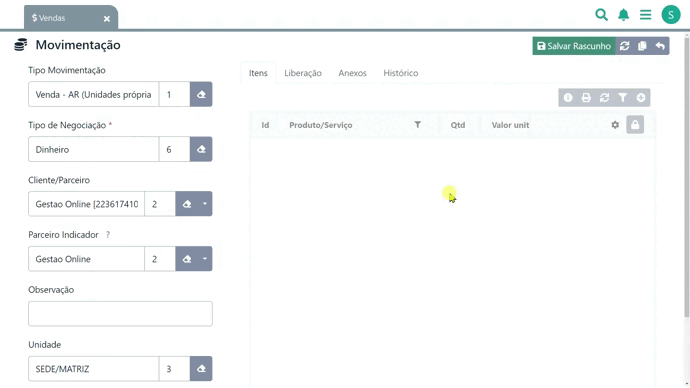 $ Vendas ×
S
Movimentação
Salvar Rascunho
Tipo Movimentação
Venda - AR (Unidades própria 1
Tipo de Negociação *
Dinheiro 6
Cliente/Parceiro
Gestao Online [223617410 2
Parceiro Indicador ?
Gestao Online 2
Observação
Unidade
SEDE/MATRIZ 3
Itens Liberação Anexos Histórico
Id Produto/Serviço Qtd Valor unit